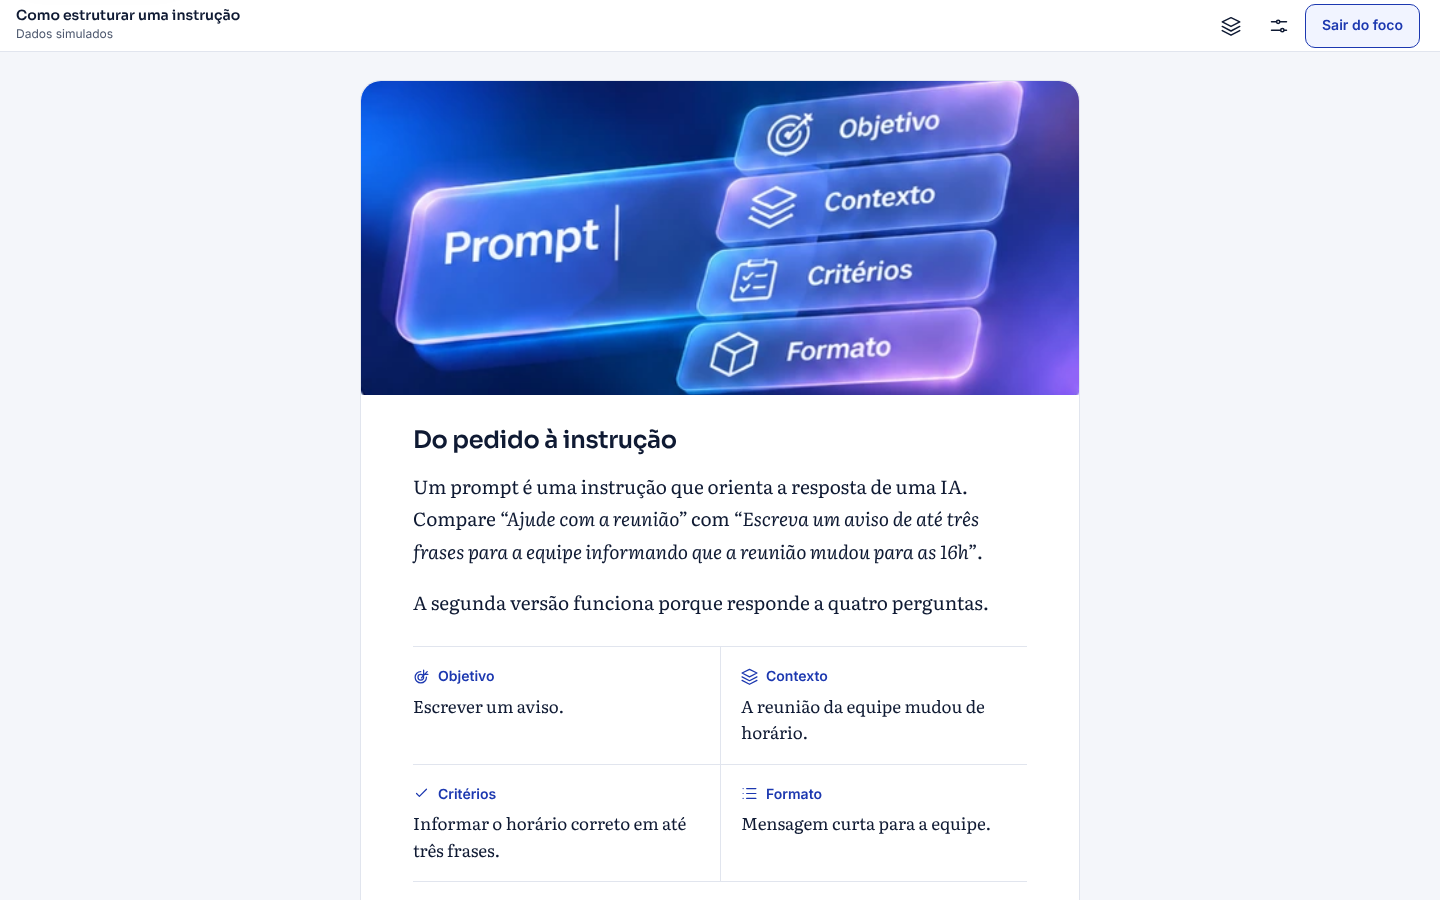 Como estruturar uma instrução
Dados simulados
Sair do foco
Prompt
Objetivo
Contexto
Critérios
Formato
Do pedido à instrução
Um prompt é uma instrução que orienta a resposta de uma IA.
Compare “Ajude com a reunião” com “Escreva um aviso de até três
frases para a equipe informando que a reunião mudou para as 16h”.
A segunda versão funciona porque responde a quatro perguntas.
Objetivo
Escrever um aviso.
Contexto
A reunião da equipe mudou de
horário.
Critérios
Informar o horário correto em até
três frases.
Formato
Mensagem curta para a equipe.